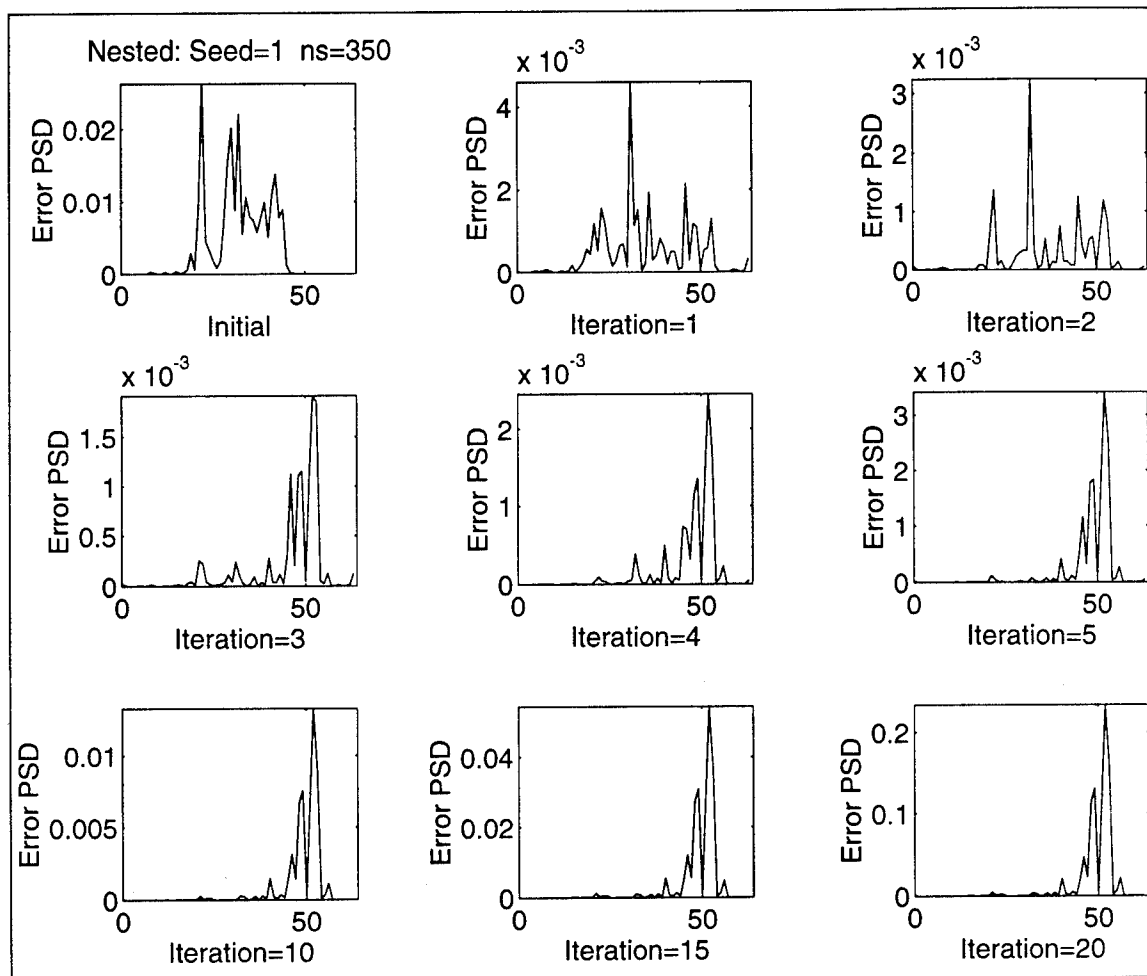 Nested: Seed=1 ns=350
Error PSD
0.02
0.01
0
0
50
Initial
x 10-3
Error PSD
4
2
0
0
50
Iteration=1
x 10-3
Error PSD
3
2
1
0
0
50
Iteration=2
x 10-3
Error PSD
1.5
1
0.5
0
0
50
Iteration=3
x 10-3
Error PSD
2
1
0
0
50
Iteration=4
Error PSD
3
2
1
0
0
50
Iteration=5
x 10-3
Error PSD
0.01
0.005
0
0
50
Iteration=10
Error PSD
0.04
0.02
0
0
50
Iteration=15
Error PSD
0.2
0.1
0
0
50
Iteration=20